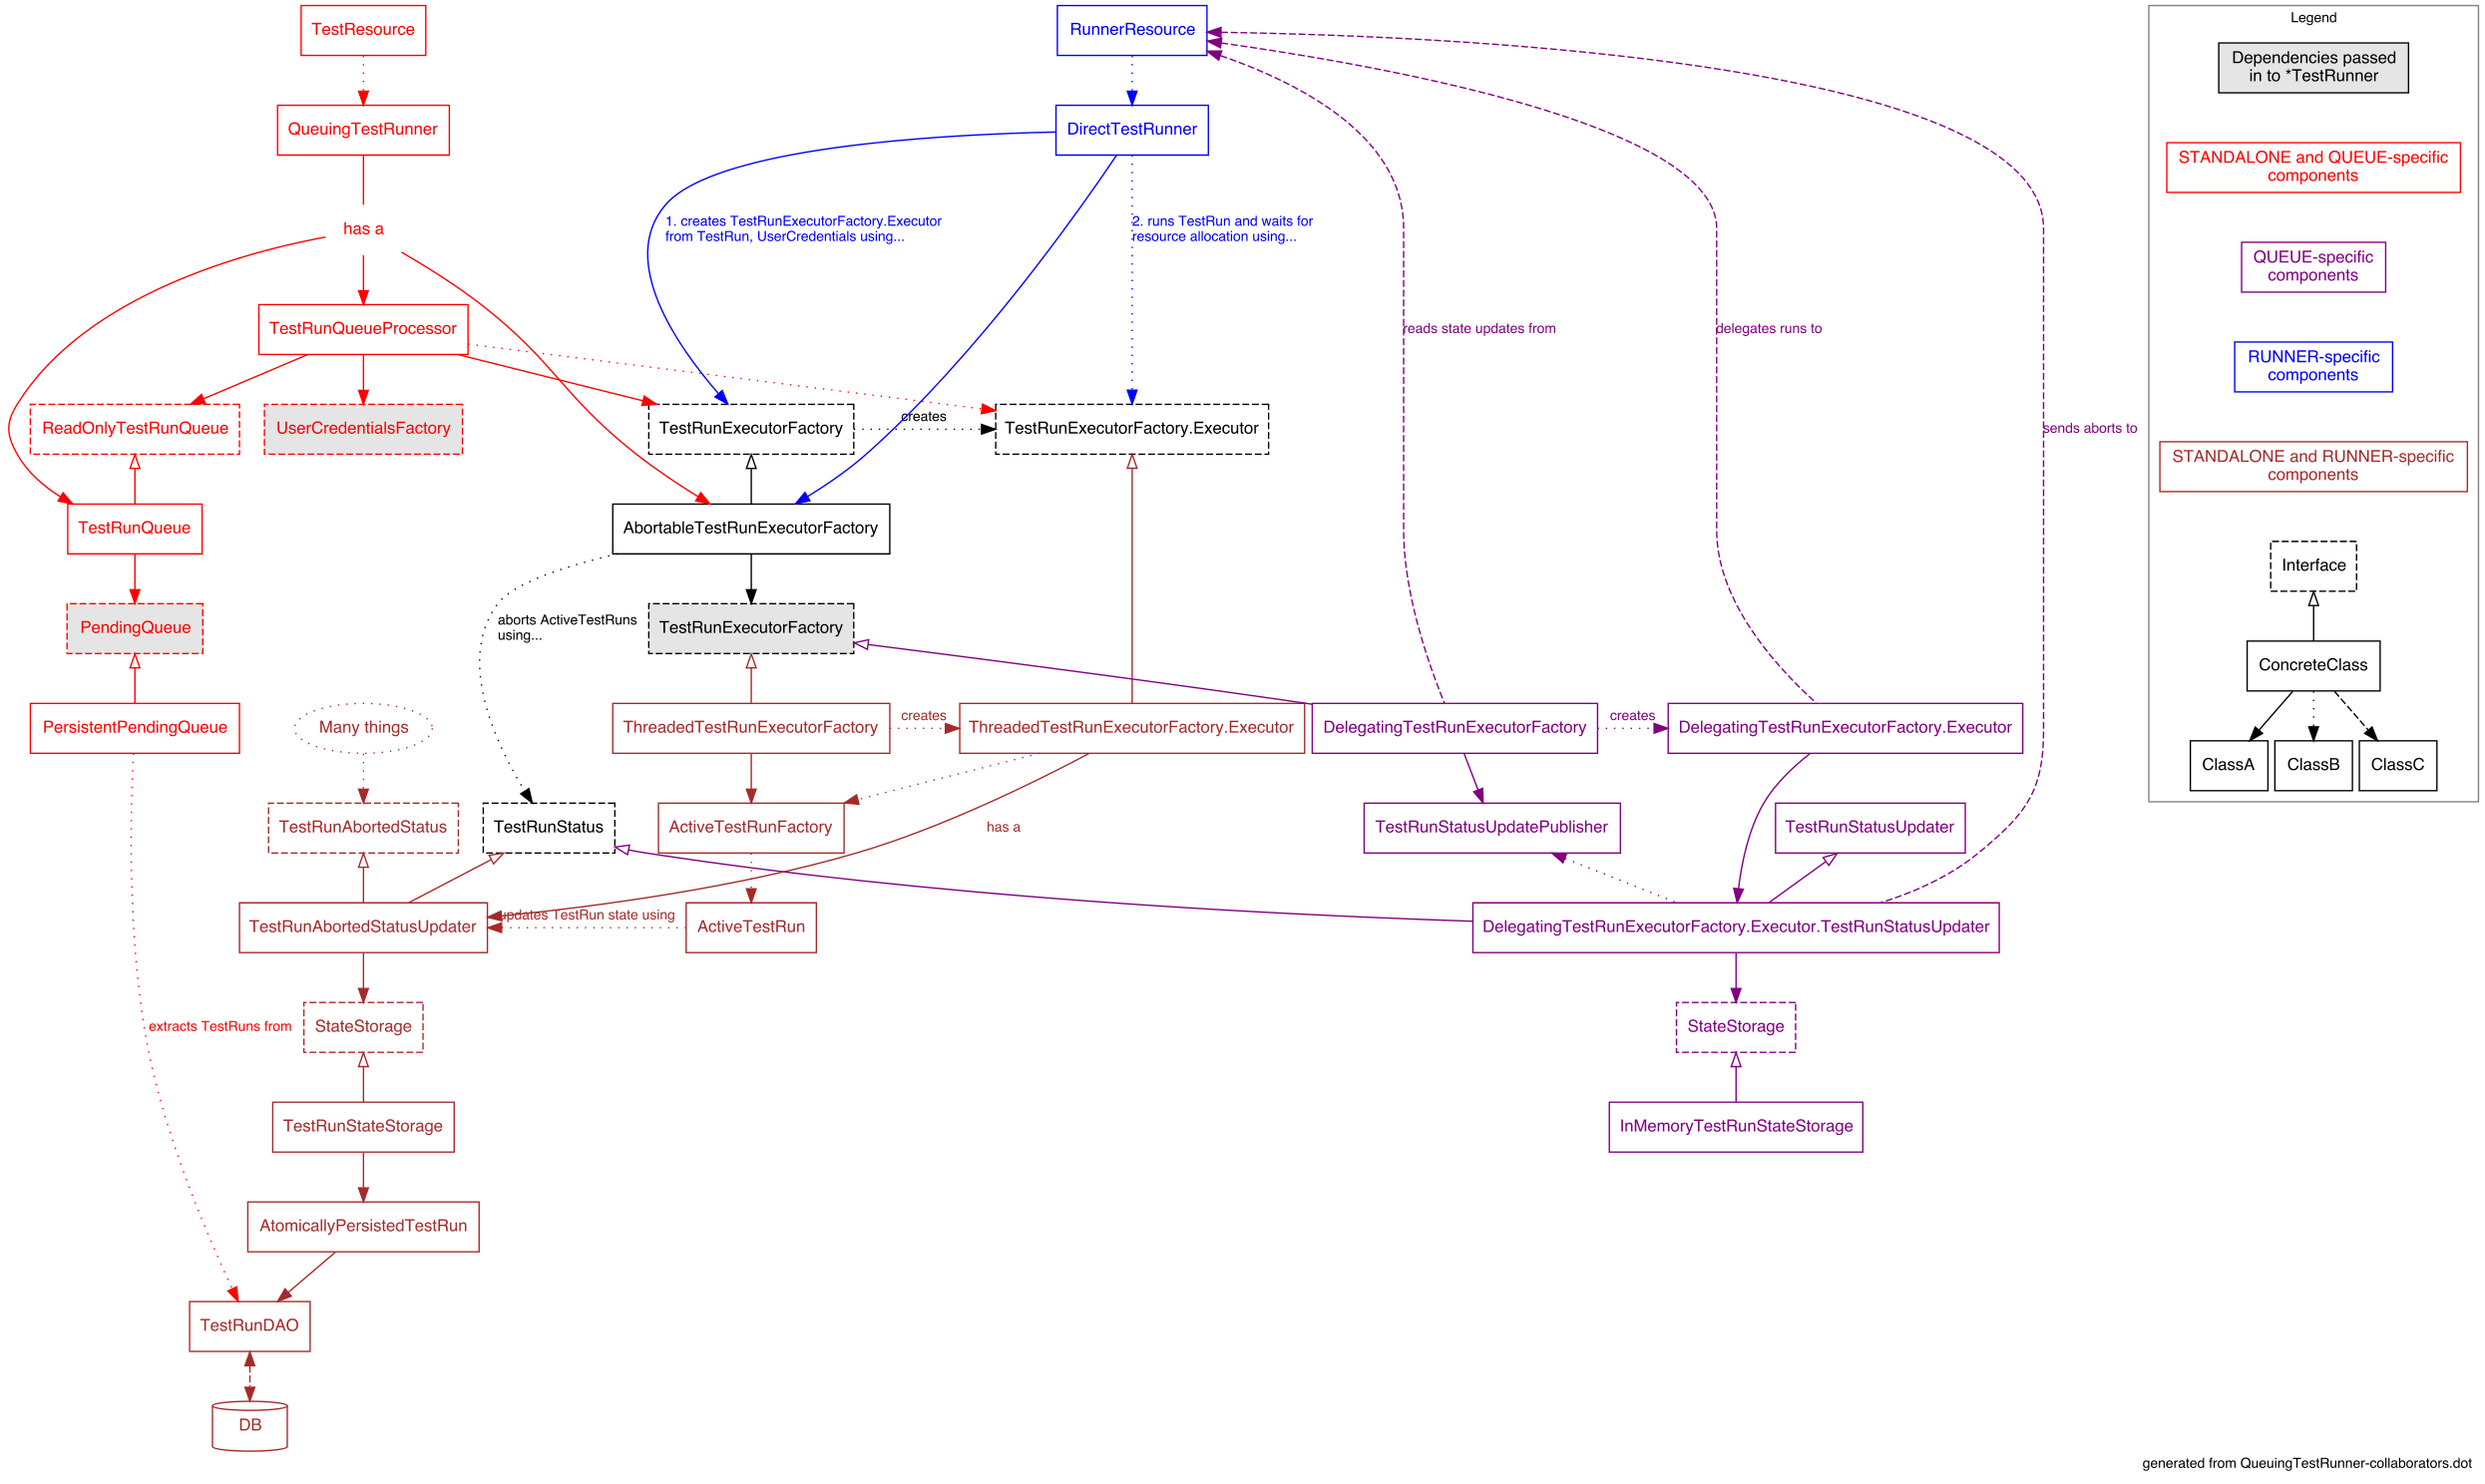 TestResource
RunnerResource
Legend
Dependencies passed
in to *TestRunner
QueuingTestRunner
DirectTestRunner
STANDALONE and QUEUE-specific
components
has a
1. creates TestRunExecutorFactory.Executor
from TestRun, UserCredentials using...
2. runs TestRun and waits for
resource allocation using...
QUEUE-specific
components
TestRunQueueProcessor
reads state updates from
delegates runs to
RUNNER-specific
components
ReadOnlyTestRunQueue
UserCredentialsFactory
TestRunExecutorFactory
creates
TestRunExecutorFactory.Executor
sends aborts to
STANDALONE and RUNNER-specific
components
TestRunQueue
AbortableTestRunExecutorFactory
Interface
PendingQueue
aborts ActiveTestRuns
using...
TestRunExecutorFactory
ConcreteClass
PersistentPendingQueue
Many things
ThreadedTestRunExecutorFactory
creates
ThreadedTestRunExecutorFactory.Executor
DelegatingTestRunExecutorFactory
creates
DelegatingTestRunExecutorFactory.Executor
ClassA
ClassB
ClassC
TestRunAbortedStatus
TestRunStatus
ActiveTestRunFactory
has a
TestRunStatusUpdatePublisher
TestRunStatusUpdater
TestRunAbortedStatusUpdater
updates TestRun state using
ActiveTestRun
DelegatingTestRunExecutorFactory.Executor.TestRunStatusUpdater
extracts TestRuns from
StateStorage
StateStorage
TestRunStateStorage
InMemoryTestRunStateStorage
AtomicallyPersistedTestRun
TestRunDAO
DB
generated from QueuingTestRunner-collaborators.dot